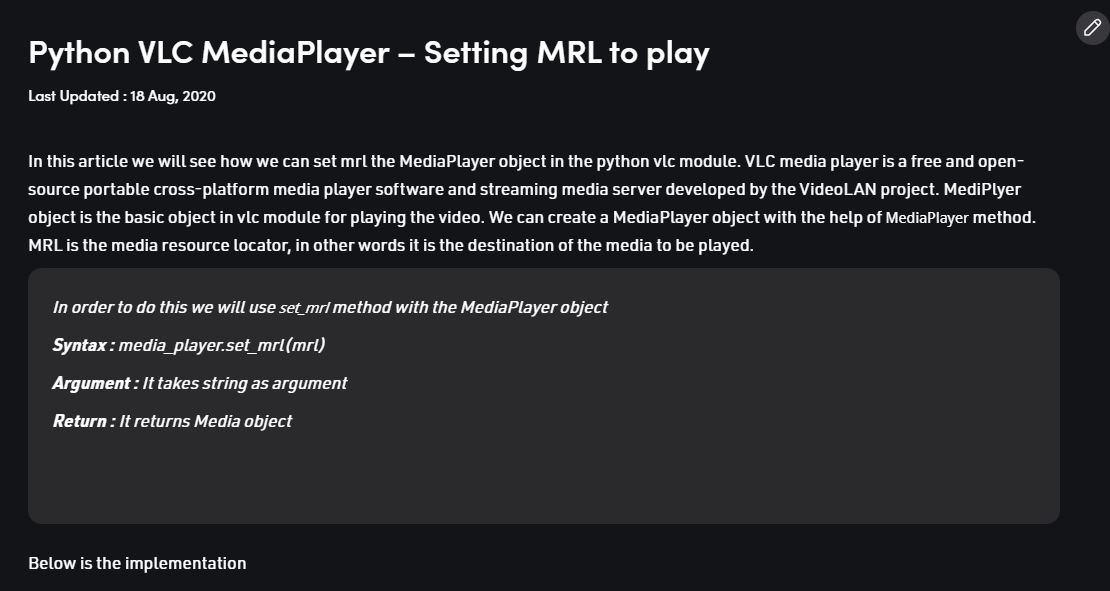 Python VLC MediaPlayer – Setting MRL to play
Last Updated : 18 Aug, 2020
In this article we will see how we can set mrl the MediaPlayer object in the python vlc module. VLC media player is a free and open-
source portable cross-platform media player software and streaming media server developed by the VideoLAN project. MediPlyer
object is the basic object in vlc module for playing the video. We can create a MediaPlayer object with the help of MediaPlayer method.
MRL is the media resource locator, in other words it is the destination of the media to be played.
In order to do this we will use set_mrl method with the MediaPlayer object
Syntax : media_player.set_mrl(mrl)
Argument : It takes string as argument
Return : It returns Media object
Below is the implementation